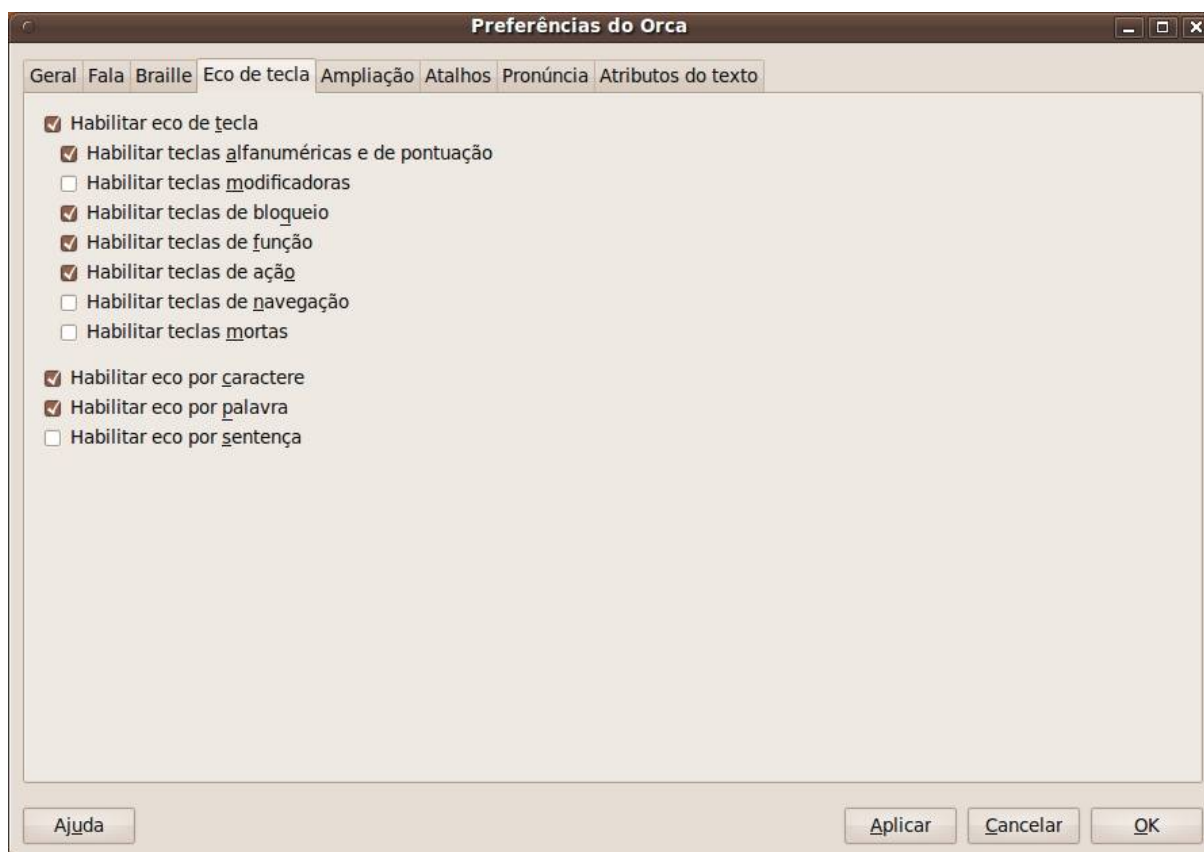 Preferências do Orca
Geral Fala Braille Eco de tecla Ampliação Atalhos Pronúncia Atributos do texto
Habilitar eco de tecla
Habilitar teclas alfanuméricas e de pontuação
Habilitar teclas modificadoras
Habilitar teclas de bloqueio
Habilitar teclas de função
Habilitar teclas de ação
Habilitar teclas de navegação
Habilitar teclas mortas
Habilitar eco por caractere
Habilitar eco por palavra
Habilitar eco por sentença
Ajuda Aplicar Cancelar OK